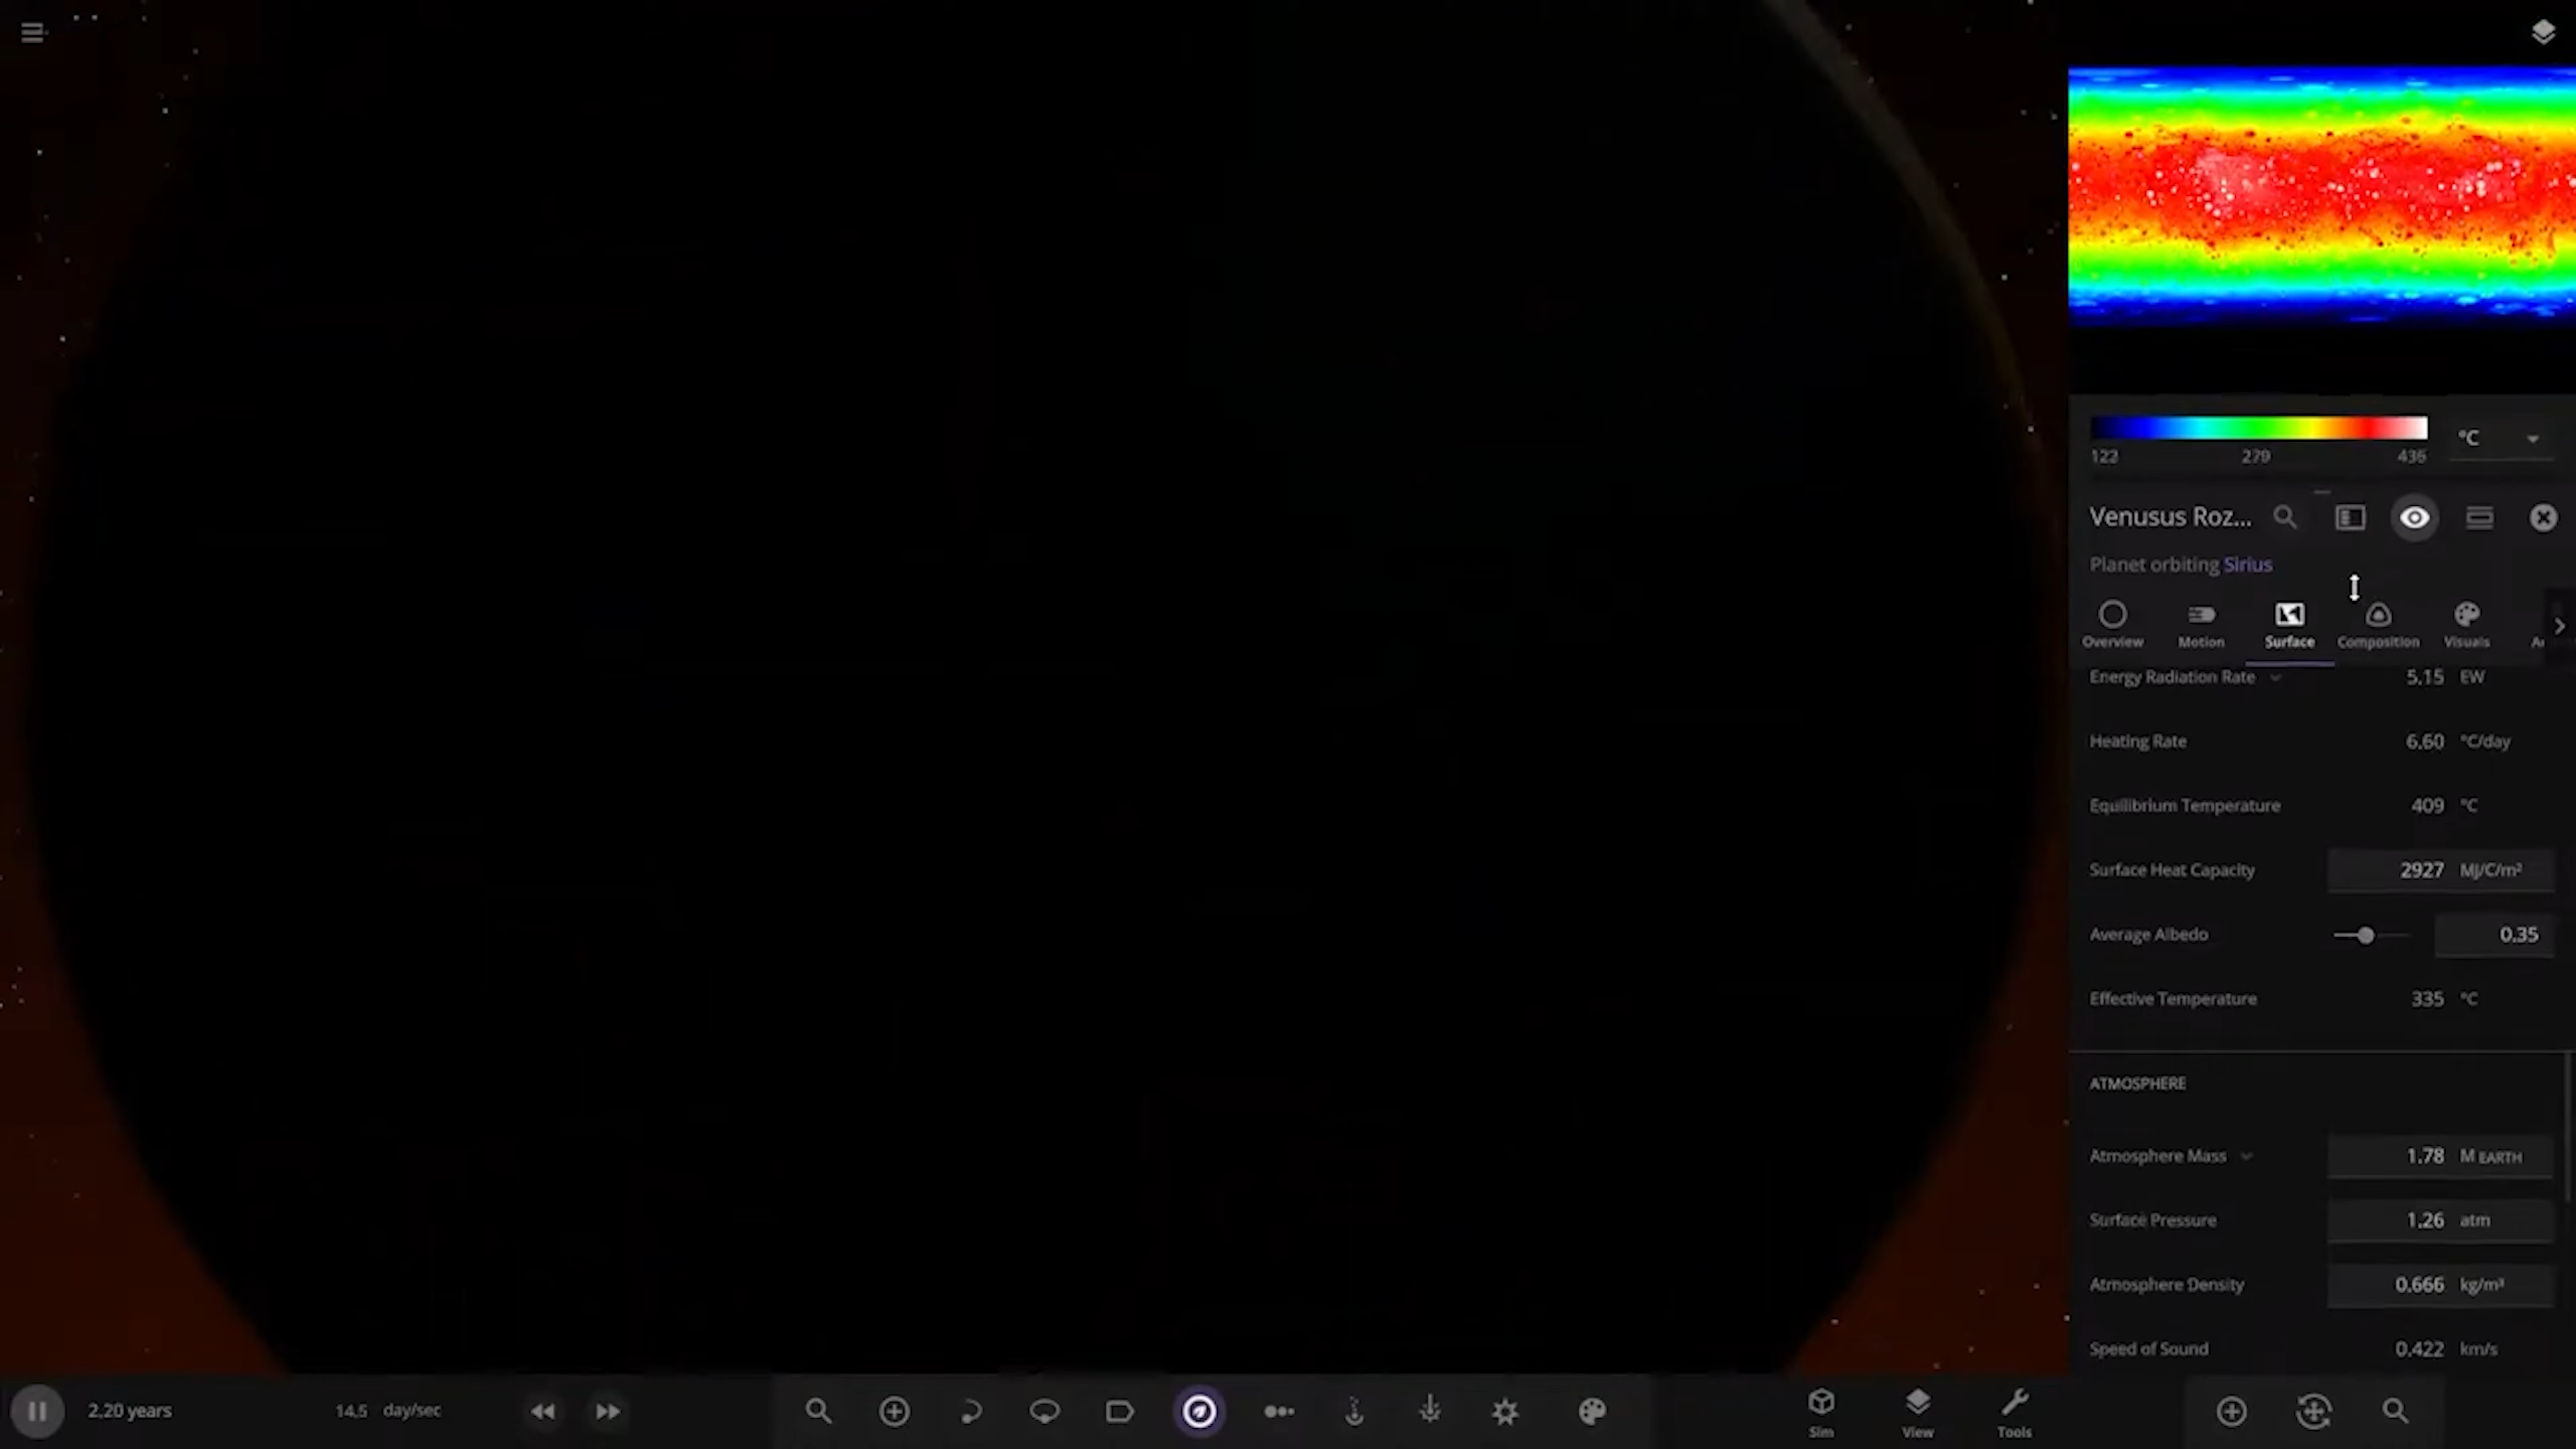 °C
122 279 436
Venusus Roz...
Planet orbiting Sirius
Overview Motion Surface Composition Visuals
Energy Radiation Rate 5.15 EW
Heating Rate 6.60 °C/day
Equilibrium Temperature 409 °C
Surface Heat Capacity 2927 MJ/C/m²
Average Albedo 0.35
Effective Temperature 335 °C
ATMOSPHERE
Atmosphere Mass 1.78 M EARTH
Surface Pressure 1.26 atm
Atmosphere Density 0.666 kg/m³
Speed of Sound 0.422 km/s
2.20 years 14.5 day/sec
Sim View Tools